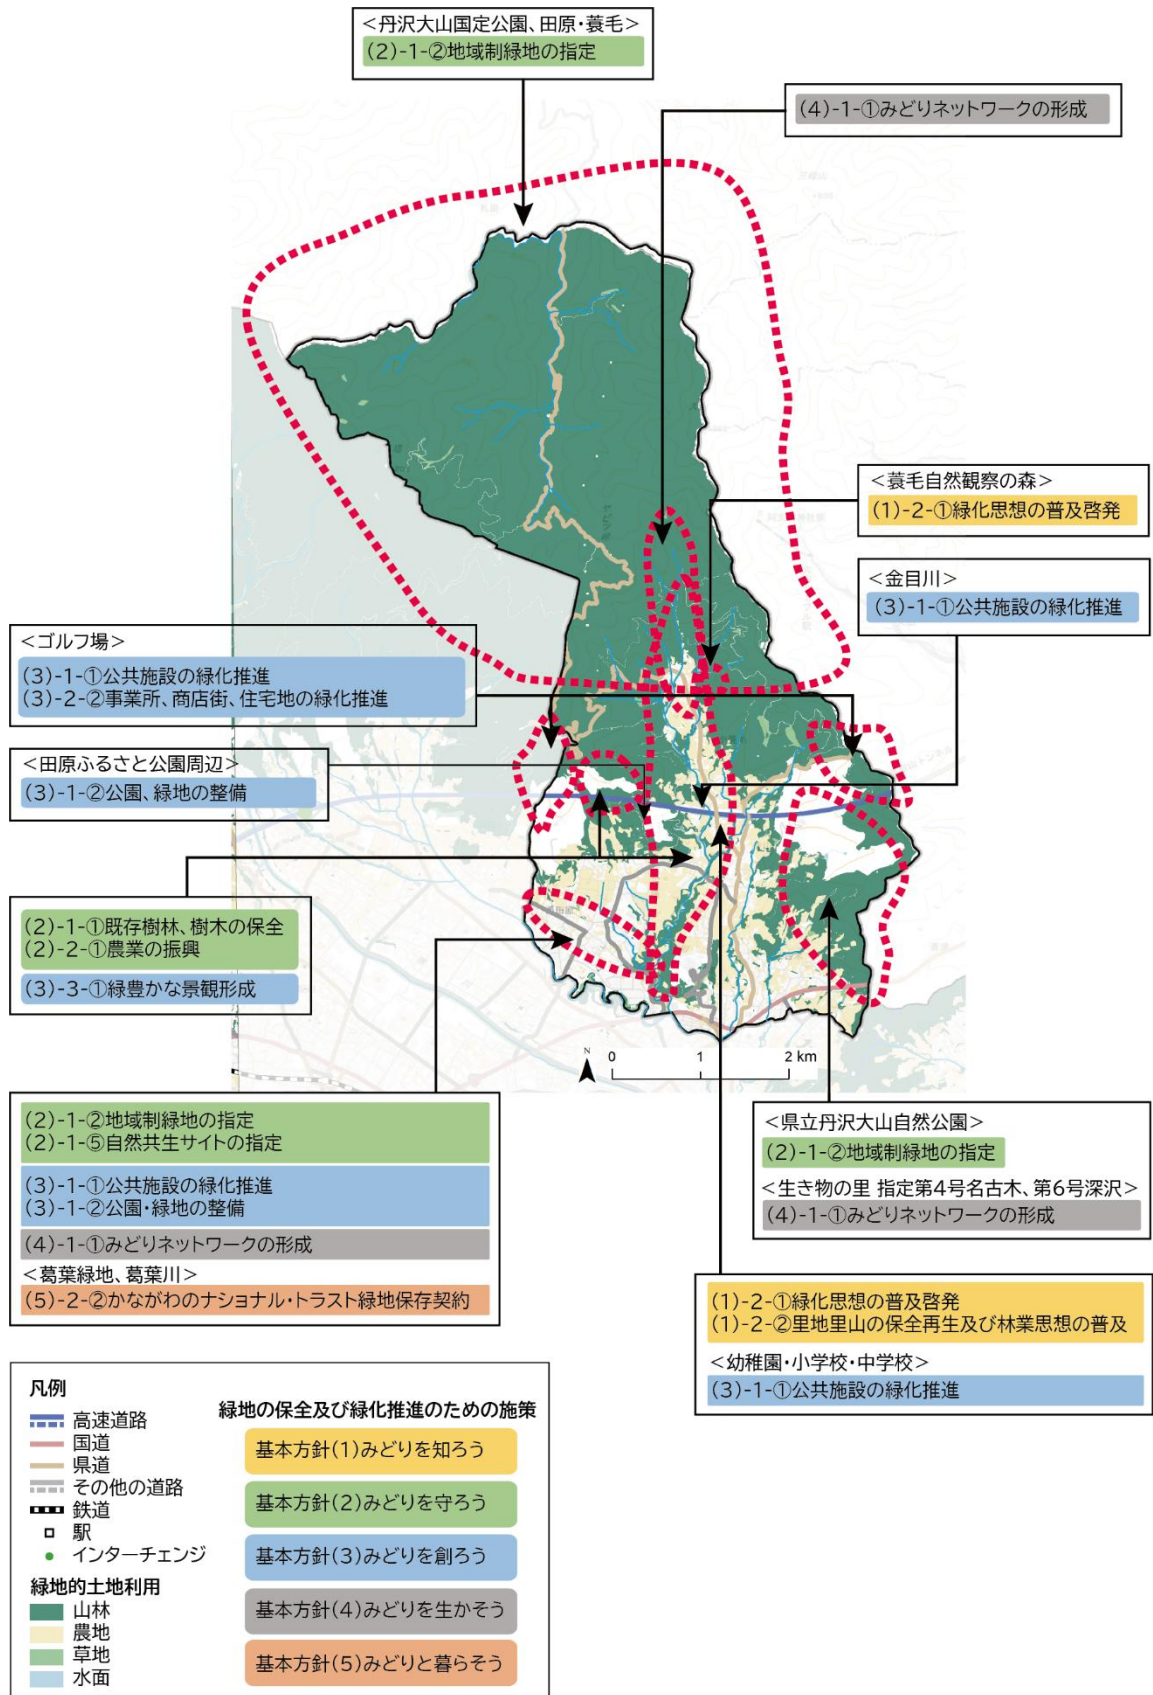 <丹沢大山国定公園、田原・蓑毛>
(2)-1-②地域制緑地の指定
(4)-1-①みどりネットワークの形成
<蓑毛自然観察の森>
(1)-2-①緑化思想の普及啓発
<金目川>
(3)-1-①公共施設の緑化推進
<ゴルフ場>
(3)-1-①公共施設の緑化推進
(3)-2-②事業所、商店街、住宅地の緑化推進
<田原ふるさと公園周辺>
(3)-1-②公園、緑地の整備
(2)-1-①既存樹林、樹木の保全
(2)-2-①農業の振興
(3)-3-①緑豊かな景観形成
N
0 1 2 km
(2)-1-②地域制緑地の指定
(2)-1-⑤自然共生サイトの指定
(3)-1-①公共施設の緑化推進
(3)-1-②公園・緑地の整備
(4)-1-①みどりネットワークの形成
<葛葉緑地、葛葉川>
(5)-2-②かながわのナショナル・トラスト緑地保存契約
<県立丹沢大山自然公園>
(2)-1-②地域制緑地の指定
<生き物の里 指定第4号名古木、第6号深沢>
(4)-1-①みどりネットワークの形成
(1)-2-①緑化思想の普及啓発
(1)-2-②里地里山の保全再生及び林業思想の普及
<幼稚園・小学校・中学校>
(3)-1-①公共施設の緑化推進
凡例
高速道路
国道
県道
その他の道路
鉄道
駅
インターチェンジ
緑地的土地利用
山林
農地
草地
水面
緑地の保全及び緑化推進のための施策
基本方針(1)みどりを知ろう
基本方針(2)みどりを守ろう
基本方針(3)みどりを創ろう
基本方針(4)みどりを生かそう
基本方針(5)みどりと暮らそう